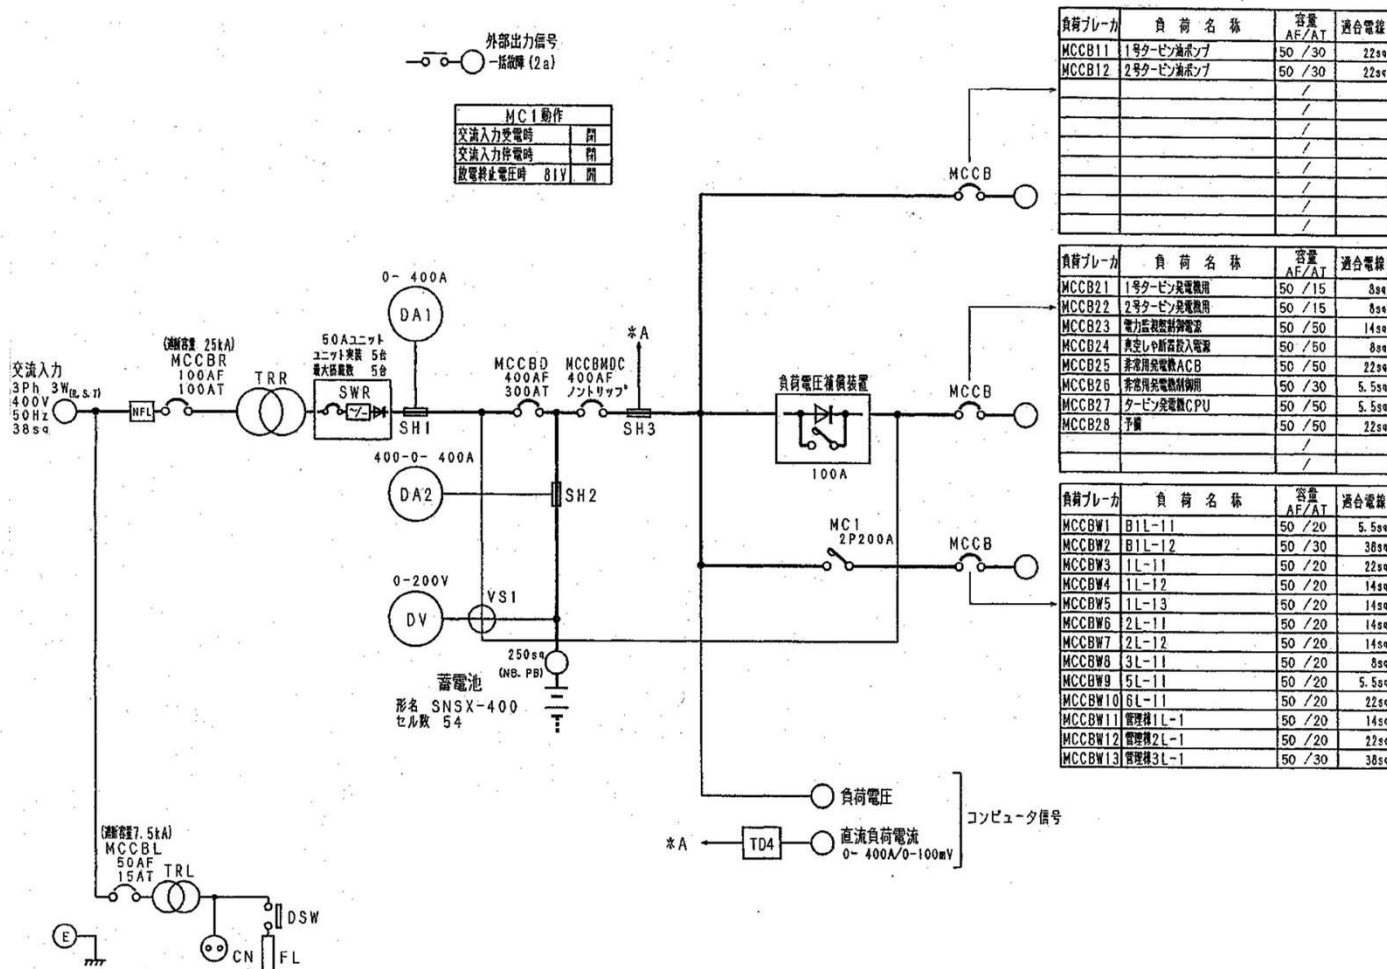 外部出力信号
一括故障 (2a)
MC1動作
交流入力受電時 閉
交流入力停電時 閉
放電終止電圧時 81V 開
0- 400A
DA1
交流入力
3Ph 3W(R,S,T)
400V
50Hz
38sq
NFL
(遮断容量 25kA)
MCCBR
100AF
100AT
TRR
50Aユニット
ユニット実装 5台
最大搭載数 5台
SWR
SH1
MCCBD
400AF
300AT
MCCBMDC
400AF
ノントリップ
*A
SH3
400-0- 400A
DA2
SH2
0-200V
DV
VS1
250sq
(NB. PB)
蓄電池
形名 SNSX-400
セル数 54
負荷電圧補償装置
100A
MC1
2P200A
MCCB
MCCB
MCCB
負荷電圧
*A
TD4
直流負荷電流
0- 400A/0-100mV
コンピュータ信号
(遮断容量7.5kA)
MCCBL
50AF
15AT
TRL
DSW
CN
FL
E
負荷ブレーカ 負荷名称 容量 AF/AT 適合電線
MCCB11 1号タービン油ポンプ 50 /30 22sq
MCCB12 2号タービン油ポンプ 50 /30 22sq
/
/
/
/
/
/
/
/
負荷ブレーカ 負荷名称 容量 AF/AT 適合電線
MCCB21 1号タービン発電機用 50 /15 8sq
MCCB22 2号タービン発電機用 50 /15 8sq
MCCB23 電力監視盤制御電源 50 /50 14sq
MCCB24 真空しゃ断器投入電源 50 /50 8sq
MCCB25 非常用発電機ACB 50 /50 22sq
MCCB26 非常用発電機制御用 50 /30 5.5sq
MCCB27 タービン発電機CPU 50 /50 5.5sq
MCCB28 予備 50 /50 22sq
/
/
負荷ブレーカ 負荷名称 容量 AF/AT 適合電線
MCCBW1 B1L-11 50 /20 5.5sq
MCCBW2 B1L-12 50 /30 38sq
MCCBW3 1L-11 50 /20 22sq
MCCBW4 1L-12 50 /20 14sq
MCCBW5 1L-13 50 /20 14sq
MCCBW6 2L-11 50 /20 14sq
MCCBW7 2L-12 50 /20 14sq
MCCBW8 3L-11 50 /20 8sq
MCCBW9 5L-11 50 /20 5.5sq
MCCBW10 6L-11 50 /20 22sq
MCCBW11 管理棟1L-1 50 /20 14sq
MCCBW12 管理棟2L-1 50 /20 22sq
MCCBW13 管理棟3L-1 50 /30 38sq